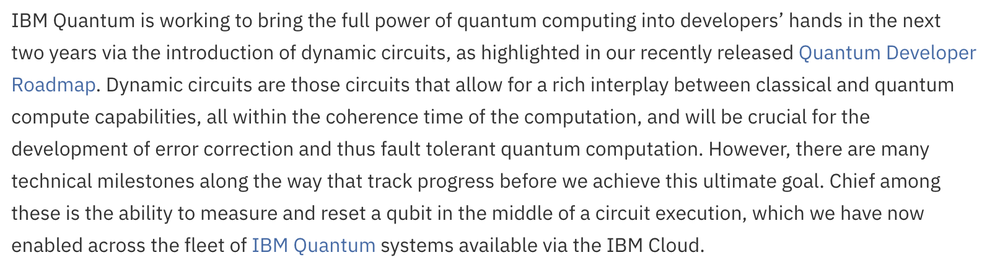 IBM Quantum is working to bring the full power of quantum computing into developers’ hands in the next
two years via the introduction of dynamic circuits, as highlighted in our recently released Quantum Developer
Roadmap. Dynamic circuits are those circuits that allow for a rich interplay between classical and quantum
compute capabilities, all within the coherence time of the computation, and will be crucial for the
development of error correction and thus fault tolerant quantum computation. However, there are many
technical milestones along the way that track progress before we achieve this ultimate goal. Chief among
these is the ability to measure and reset a qubit in the middle of a circuit execution, which we have now
enabled across the fleet of IBM Quantum systems available via the IBM Cloud.